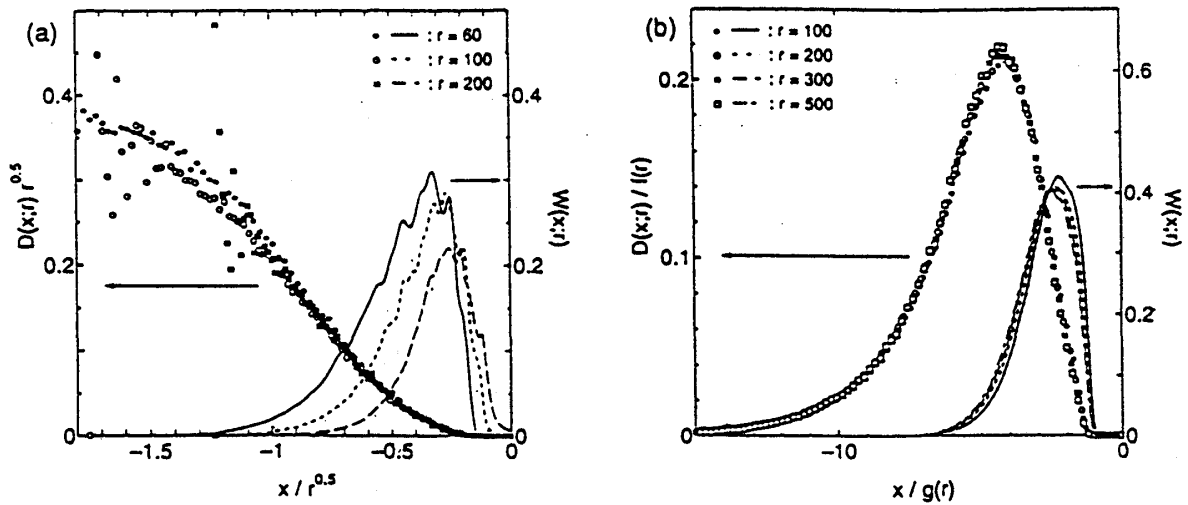 (a)
: r = 60
: r = 100
: r = 200
0.4
0.2
0
D(x;r) r^0.5
0.4
0.2
0
W(x;r)
-1.5
-1
-0.5
0
x / r^0.5
(b)
: r = 100
: r = 200
: r = 300
: r = 500
0.2
0.1
0
D(x;r) / f(r)
0.6
0.4
0.2
0
W(x;r)
-10
0
x / g(r)